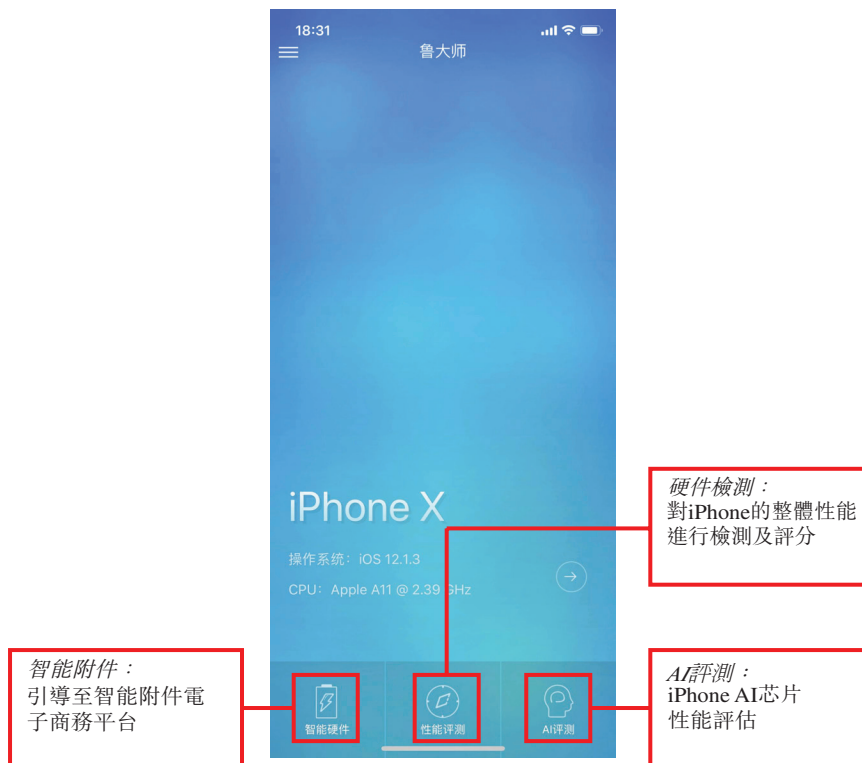 18:31
鲁大师
iPhone X
操作系统：iOS 12.1.3
CPU：Apple A11 @ 2.39 GHz
智能硬件
性能评测
AI评测
硬件檢測：
對iPhone的整體性能
進行檢測及評分
智能附件：
引導至智能附件電
子商務平台
AI評測：
iPhone AI芯片
性能評估